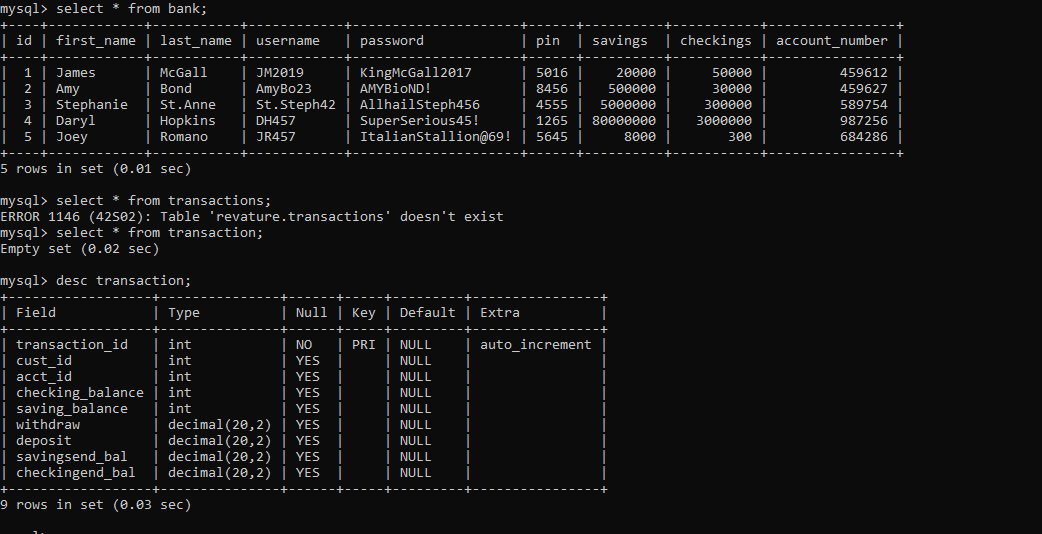 mysql> select * from bank;
+----+------------+-----------+------------+--------------------+------+----------+-----------+----------------+
| id | first_name | last_name | username   | password           | pin  | savings  | checkings | account_number |
+----+------------+-----------+------------+--------------------+------+----------+-----------+----------------+
|  1 | James      | McGall    | JM2019     | KingMcGall2017     | 5016 |    20000 |     50000 |         459612 |
|  2 | Amy        | Bond      | AmyBo23    | AMYBioND!          | 8456 |   500000 |     30000 |         459627 |
|  3 | Stephanie  | St.Anne   | St.Steph42 | AllhailSteph456    | 4555 |  5000000 |    300000 |         589754 |
|  4 | Daryl      | Hopkins   | DH457      | SuperSerious45!    | 1265 | 80000000 |   3000000 |         987256 |
|  5 | Joey       | Romano    | JR457      | ItalianStallion@69! | 5645 |     8000 |       300 |         684286 |
+----+------------+-----------+------------+--------------------+------+----------+-----------+----------------+
5 rows in set (0.01 sec)
mysql> select * from transactions;
ERROR 1146 (42S02): Table 'revature.transactions' doesn't exist
mysql> select * from transaction;
Empty set (0.02 sec)
mysql> desc transaction;
+------------------+---------------+------+-----+---------+----------------+
| Field            | Type          | Null | Key | Default | Extra          |
+------------------+---------------+------+-----+---------+----------------+
| transaction_id   | int           | NO   | PRI | NULL    | auto_increment |
| cust_id          | int           | YES  |     | NULL    |                |
| acct_id          | int           | YES  |     | NULL    |                |
| checking_balance | int           | YES  |     | NULL    |                |
| saving_balance   | int           | YES  |     | NULL    |                |
| withdraw         | decimal(20,2) | YES  |     | NULL    |                |
| deposit          | decimal(20,2) | YES  |     | NULL    |                |
| savingsend_bal   | decimal(20,2) | YES  |     | NULL    |                |
| checkingend_bal  | decimal(20,2) | YES  |     | NULL    |                |
+------------------+---------------+------+-----+---------+----------------+
9 rows in set (0.03 sec)